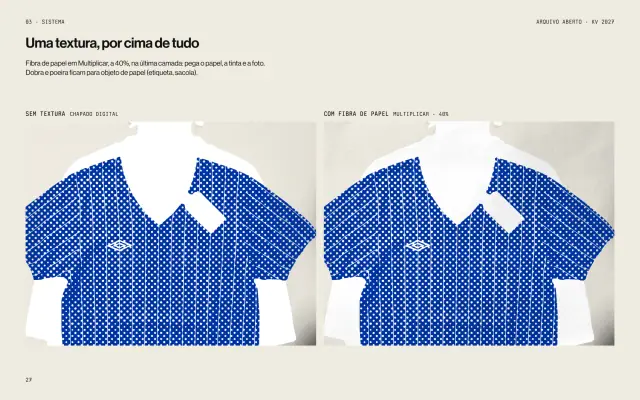 03 · SISTEMA
ARQUIVO ABERTO · KV 2027
Uma textura, por cima de tudo
Fibra de papel em Multiplicar, a 40%, na última camada: pega o papel, a tinta e a foto.
Dobra e poeira ficam para objeto de papel (etiqueta, sacola).
SEM TEXTURA CHAPADO DIGITAL
COM FIBRA DE PAPEL MULTIPLICAR · 40%
27